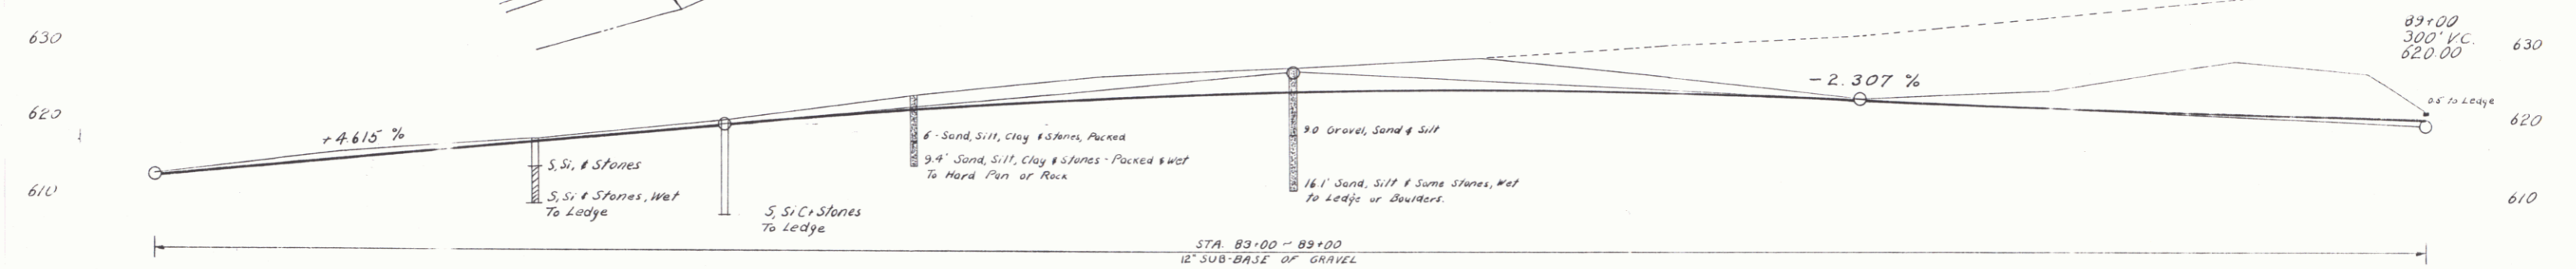 630
620
610
+4.615 %
S, Si, & Stones
S, Si & Stones, Wet
To Ledge
S, Si C+Stones
To Ledge
6 - Sand, Silt, Clay & Stones, Packed
9.4' Sand, Silt, Clay & Stones - Packed & Wet
To Hard Pan or Rock
9.0 Gravel, Sand & Silt
16.1' Sand, Silt & Some Stones, Wet
to Ledge or Boulders.
- 2.307 %
89+00
300' V.C.
620.00
630
0.5 to Ledge
620
610
STA. 83+00 ~ 89+00
12" SUB-BASE OF GRAVEL